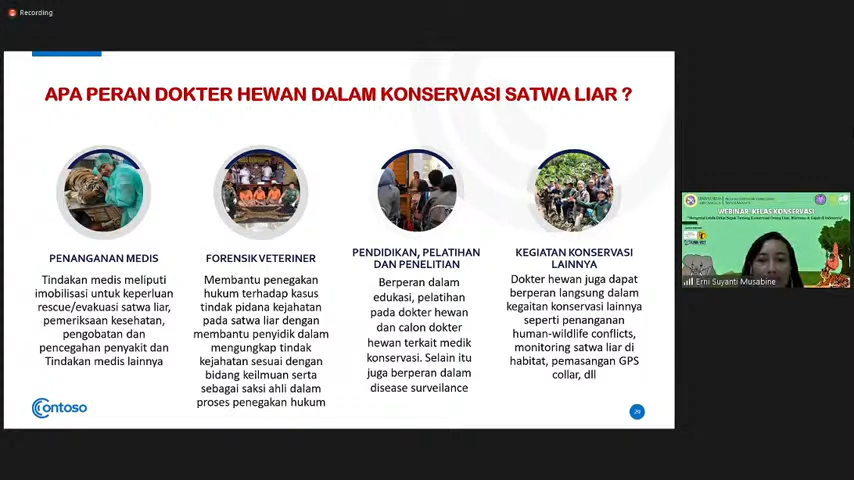 Recording
APA PERAN DOKTER HEWAN DALAM KONSERVASI SATWA LIAR ?
PENANGANAN MEDIS
Tindakan medis meliputi
imobilisasi untuk keperluan
rescue/evakuasi satwa liar,
pemeriksaan kesehatan,
pengobatan dan
pencegahan penyakit dan
Tindakan medis lainnya
FORENSIK VETERINER
Membantu penegakan
hukum terhadap kasus
tindak pidana kejahatan
pada satwa liar dengan
membantu penyidik dalam
mengungkap tindak
kejahatan sesuai dengan
bidang keilmuan serta
sebagai saksi ahli dalam
proses penegakan hukum
PENDIDIKAN, PELATIHAN
DAN PENELITIAN
Berperan dalam
edukasi, pelatihan
pada dokter hewan
dan calon dokter
hewan terkait medik
konservasi. Selain itu
juga berperan dalam
disease surveilance
KEGIATAN KONSERVASI
LAINNYA
Dokter hewan juga dapat
berperan langsung dalam
kegaitan konservasi lainnya
seperti penanganan
human-wildlife conflicts,
monitoring satwa liar di
habitat, pemasangan GPS
collar, dll
Contoso
29
WEBINAR KELAS KONSERVASI
Erni Suyanti Musabine